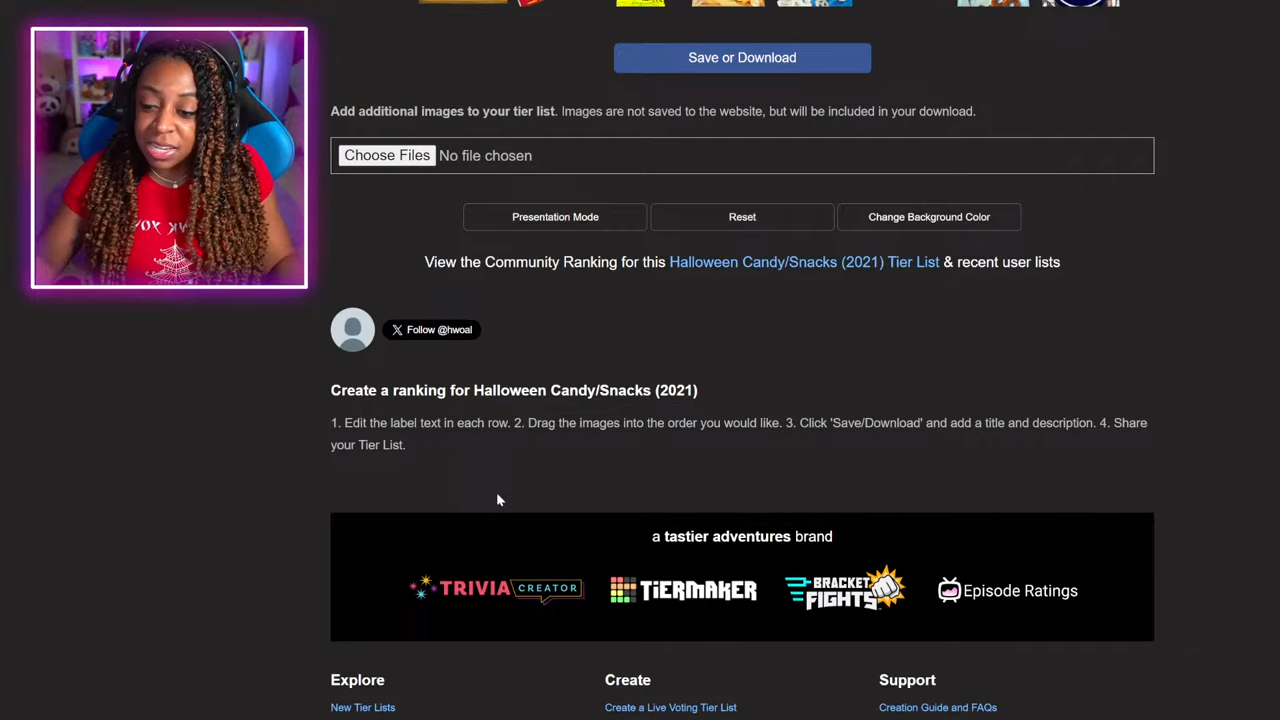 Save or Download
Add additional images to your tier list. Images are not saved to the website, but will be included in your download.
Choose Files No file chosen
Presentation Mode Reset Change Background Color
View the Community Ranking for this Halloween Candy/Snacks (2021) Tier List & recent user lists
X Follow @hwoal
Create a ranking for Halloween Candy/Snacks (2021)
1. Edit the label text in each row. 2. Drag the images into the order you would like. 3. Click 'Save/Download' and add a title and description. 4. Share
your Tier List.
a tastier adventures brand
TRIVIA CREATOR TiERMAKER BRACKET FIGHTS Episode Ratings
Explore Create Support
New Tier Lists Create a Live Voting Tier List Creation Guide and FAQs